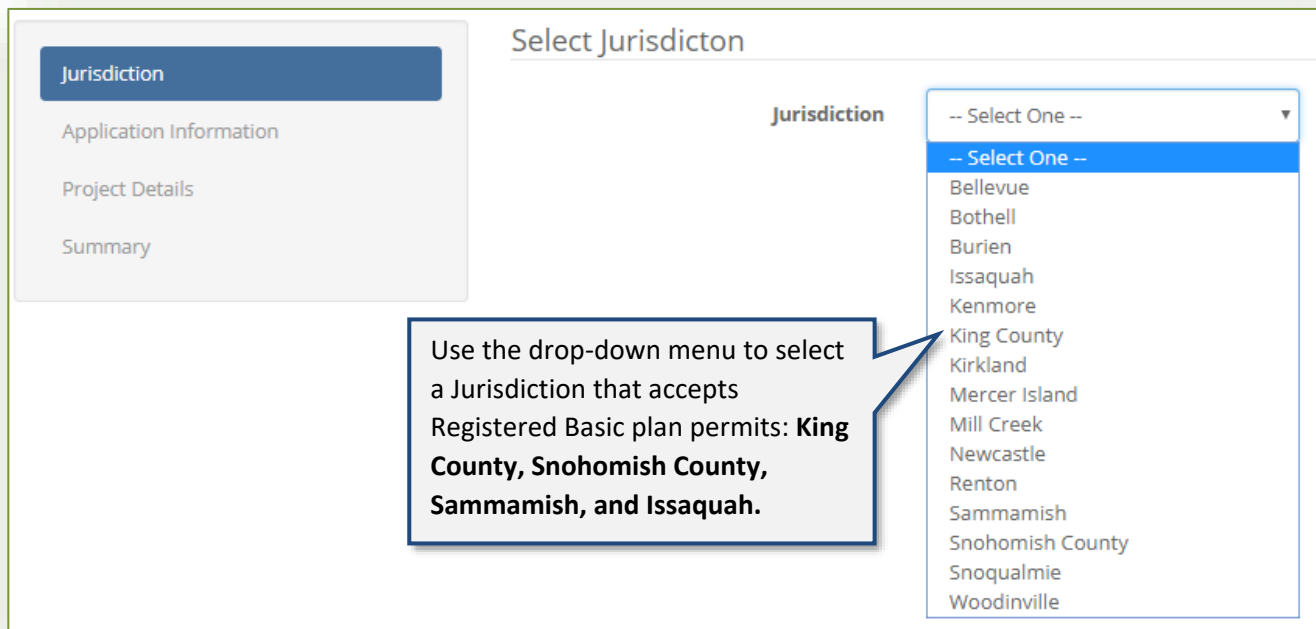 Jurisdiction
Application Information
Project Details
Summary
Select Jurisdicton
Jurisdiction
-- Select One --
-- Select One --
Bellevue
Bothell
Burien
Issaquah
Kenmore
King County
Kirkland
Mercer Island
Mill Creek
Newcastle
Renton
Sammamish
Snohomish County
Snoqualmie
Woodinville
Use the drop-down menu to select
a Jurisdiction that accepts
Registered Basic plan permits: King
County, Snohomish County,
Sammamish, and Issaquah.